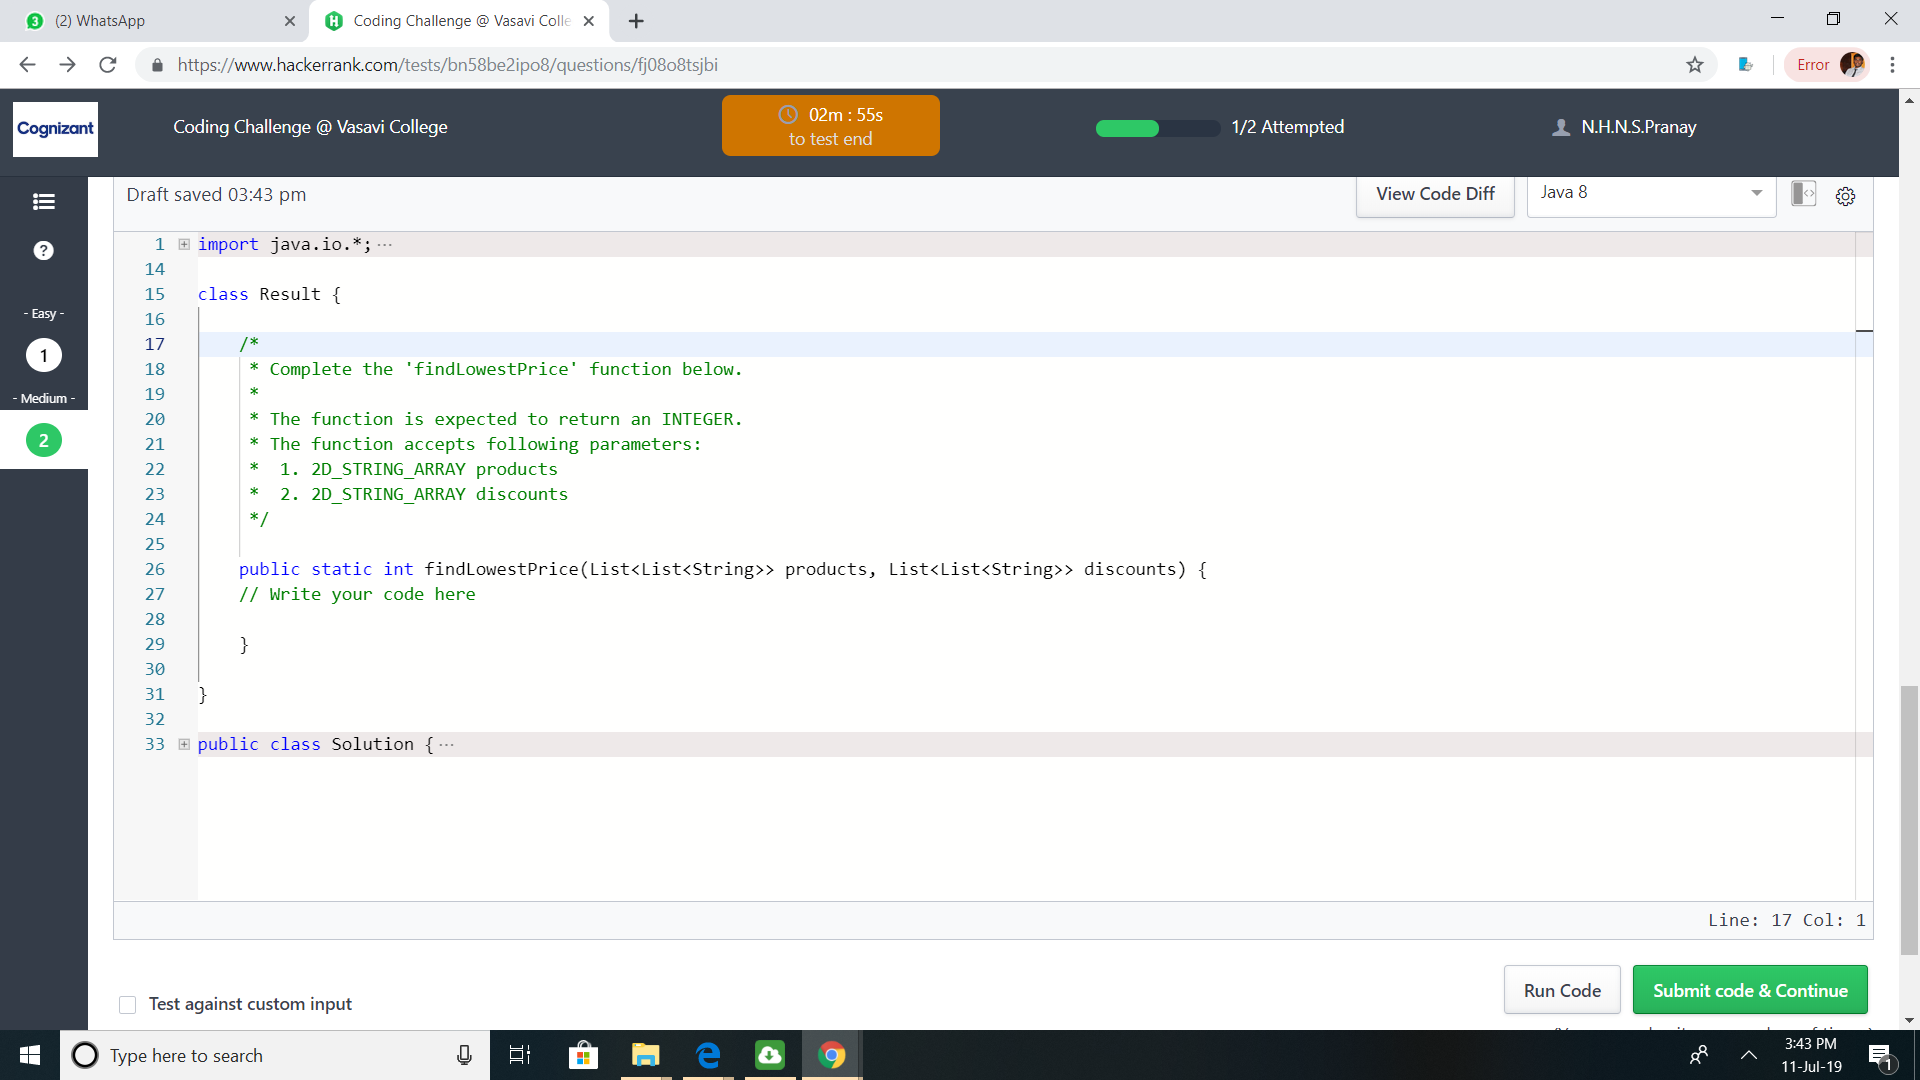 3 (2) WhatsApp
Coding Challenge @ Vasavi Colle
https://www.hackerrank.com/tests/bn58be2ipo8/questions/fj08o8tsjbi
Error
Cognizant
Coding Challenge @ Vasavi College
02m : 55s
to test end
1/2 Attempted
N.H.N.S.Pranay
Draft saved 03:43 pm
View Code Diff
Java 8
?
- Easy -
1
- Medium -
2
1 import java.io.*; ···
14
15 class Result {
16
17 /*
18 * Complete the 'findLowestPrice' function below.
19 *
20 * The function is expected to return an INTEGER.
21 * The function accepts following parameters:
22 * 1. 2D_STRING_ARRAY products
23 * 2. 2D_STRING_ARRAY discounts
24 */
25
26 public static int findLowestPrice(List<List<String>> products, List<List<String>> discounts) {
27 // Write your code here
28
29 }
30
31 }
32
33 public class Solution { ···
Line: 17 Col: 1
Test against custom input
Run Code
Submit code & Continue
Type here to search
3:43 PM
11-Jul-19
1